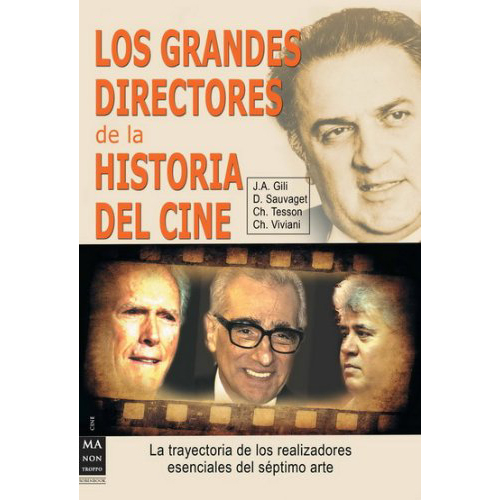 LOS GRANDES
DIRECTORES
de la
HISTORIA
DEL CINE
J.A. Gili
D. Sauvaget
Ch. Tesson
Ch. Viviani
CINE
MA
NON
TROPPO
ROBINBOOK
La trayectoria de los realizadores
esenciales del séptimo arte